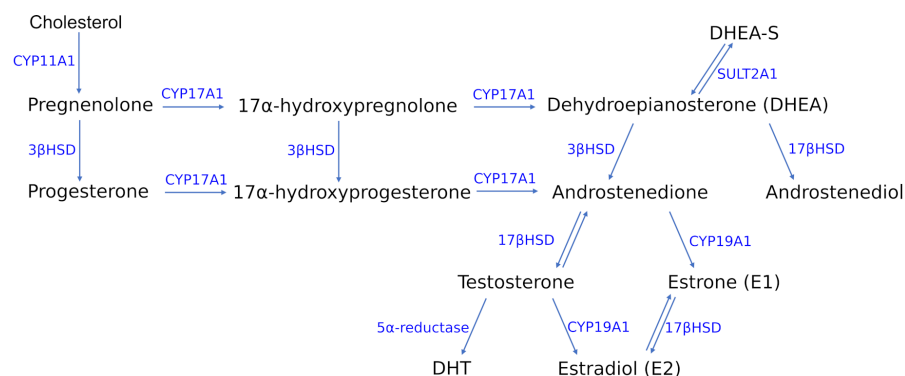 Cholesterol
DHEA-S
CYP11A1
SULT2A1
CYP17A1
CYP17A1
Pregnenolone
17α-hydroxypregnolone
Dehydroepianosterone (DHEA)
3βHSD
3βHSD
3βHSD
17βHSD
CYP17A1
CYP17A1
Progesterone
17α-hydroxyprogesterone
Androstenedione
Androstenediol
17βHSD
CYP19A1
Testosterone
Estrone (E1)
5α-reductase
CYP19A1
17βHSD
DHT
Estradiol (E2)